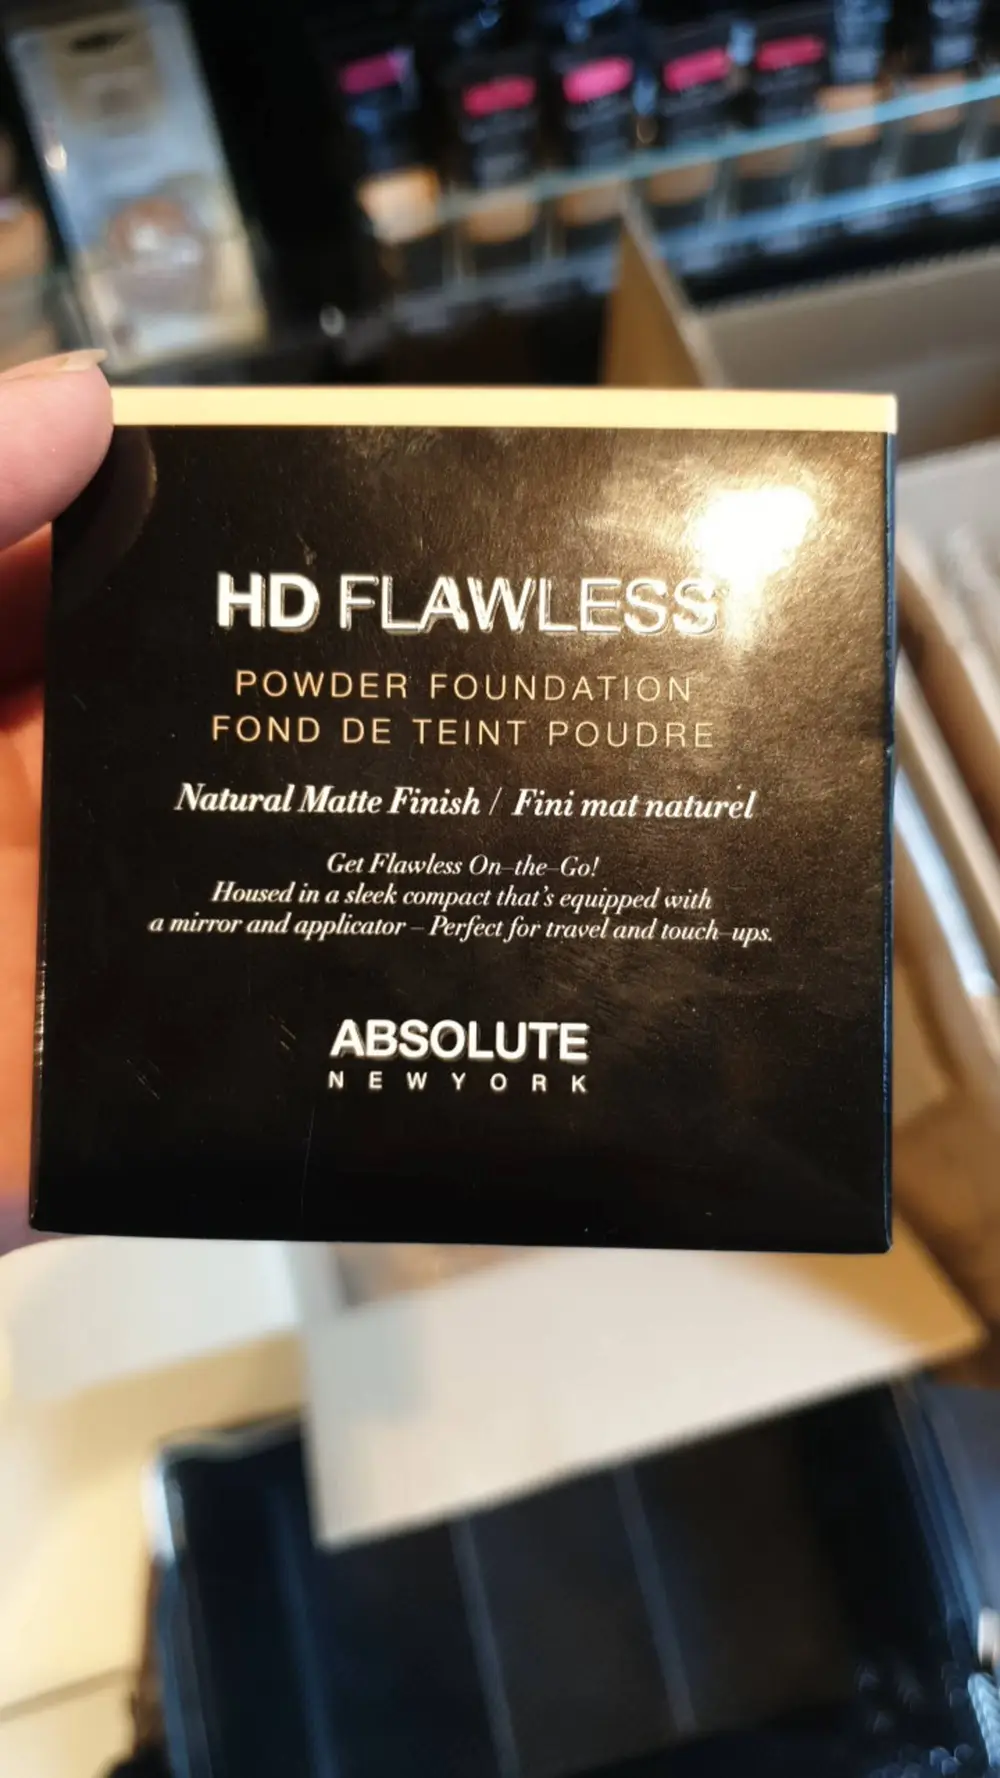 HD FLAWLESS
POWDER FOUNDATION
FOND DE TEINT POUDRE
Natural Matte Finish / Fini mat naturel
Get Flawless On-the-Go!
Housed in a sleek compact that's equipped with
a mirror and applicator – Perfect for travel and touch-ups.
ABSOLUTE
NEW YORK